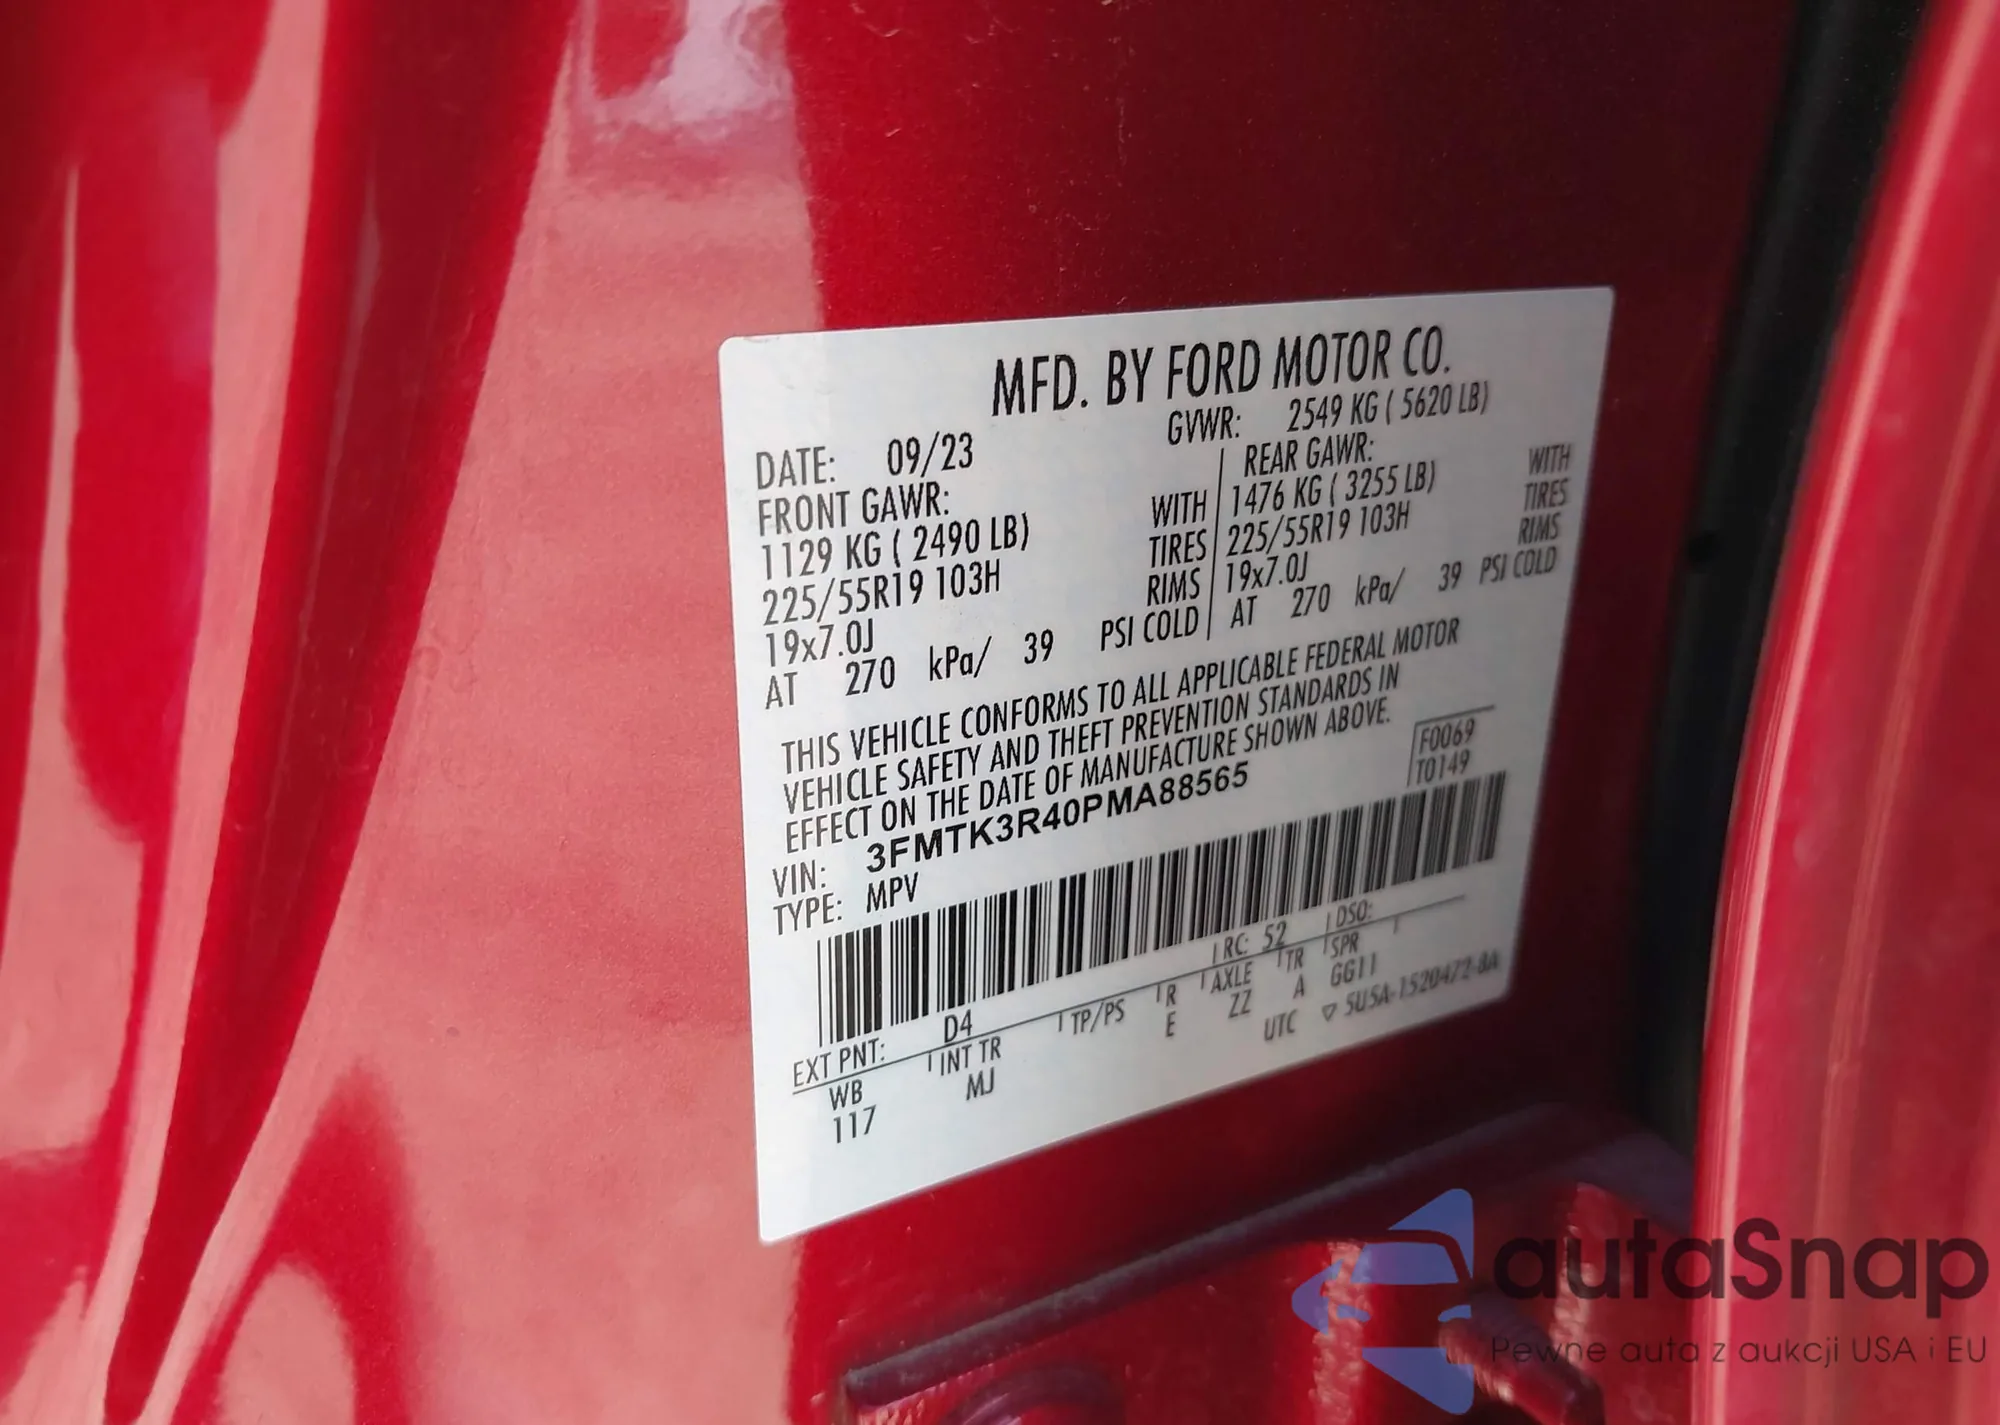 MFD. BY FORD MOTOR CO.
DATE: 09/23 GVWR: 2549 KG ( 5620 LB)
FRONT GAWR: REAR GAWR:
1129 KG ( 2490 LB) WITH 1476 KG ( 3255 LB) WITH
225/55R19 103H TIRES 225/55R19 103H TIRES
19x7.0J RIMS 19x7.0J RIMS
AT 270 kPa/ 39 PSI COLD AT 270 kPa/ 39 PSI COLD
THIS VEHICLE CONFORMS TO ALL APPLICABLE FEDERAL MOTOR
VEHICLE SAFETY AND THEFT PREVENTION STANDARDS IN
EFFECT ON THE DATE OF MANUFACTURE SHOWN ABOVE.
F0069
T0149
VIN: 3FMTK3R40PMA88565
TYPE: MPV
EXT PNT: D4 RC: 52 DSO:
WB INT TR TP/PS R AXLE TR SPR
117 MJ E ZZ A GG11
UTC ▽ 5U5A-1520472-BA
autaSnap
Pewne auta z aukcji USA i EU